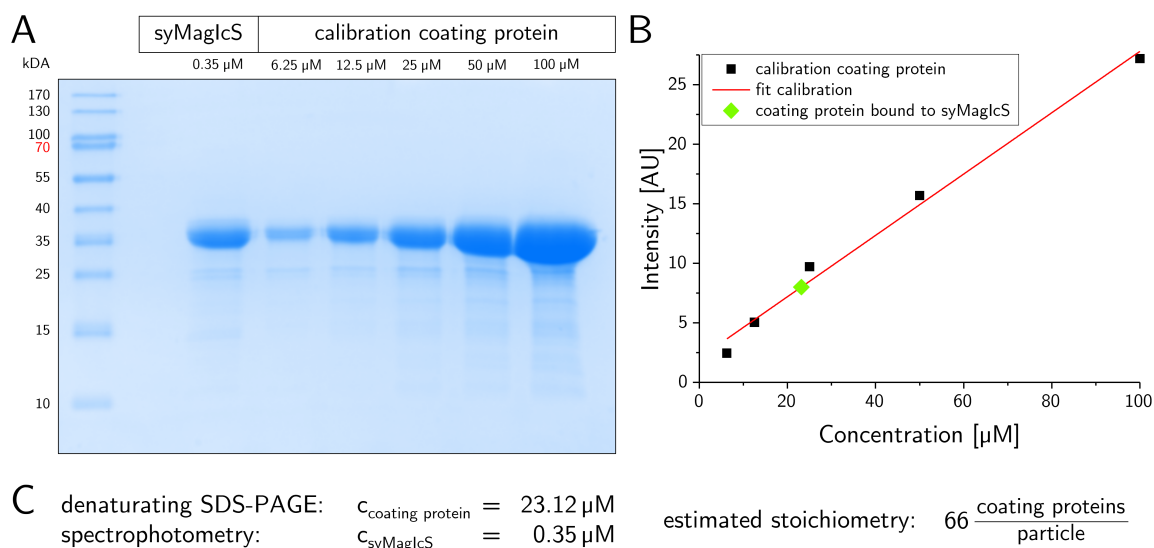 A
syMagIcS
calibration coating protein
kDa
0.35 µM
6.25 µM
12.5 µM
25 µM
50 µM
100 µM
170
130
100
70
55
40
35
25
15
10
B
calibration coating protein
fit calibration
coating protein bound to syMagIcS
Intensity [AU]
25
20
15
10
5
0
0
20
40
60
80
100
Concentration [µM]
C
denaturating SDS-PAGE: c coating protein = 23.12 µM
spectrophotometry: c syMagIcS = 0.35 µM
estimated stoichiometry: 66 coating proteins
particle